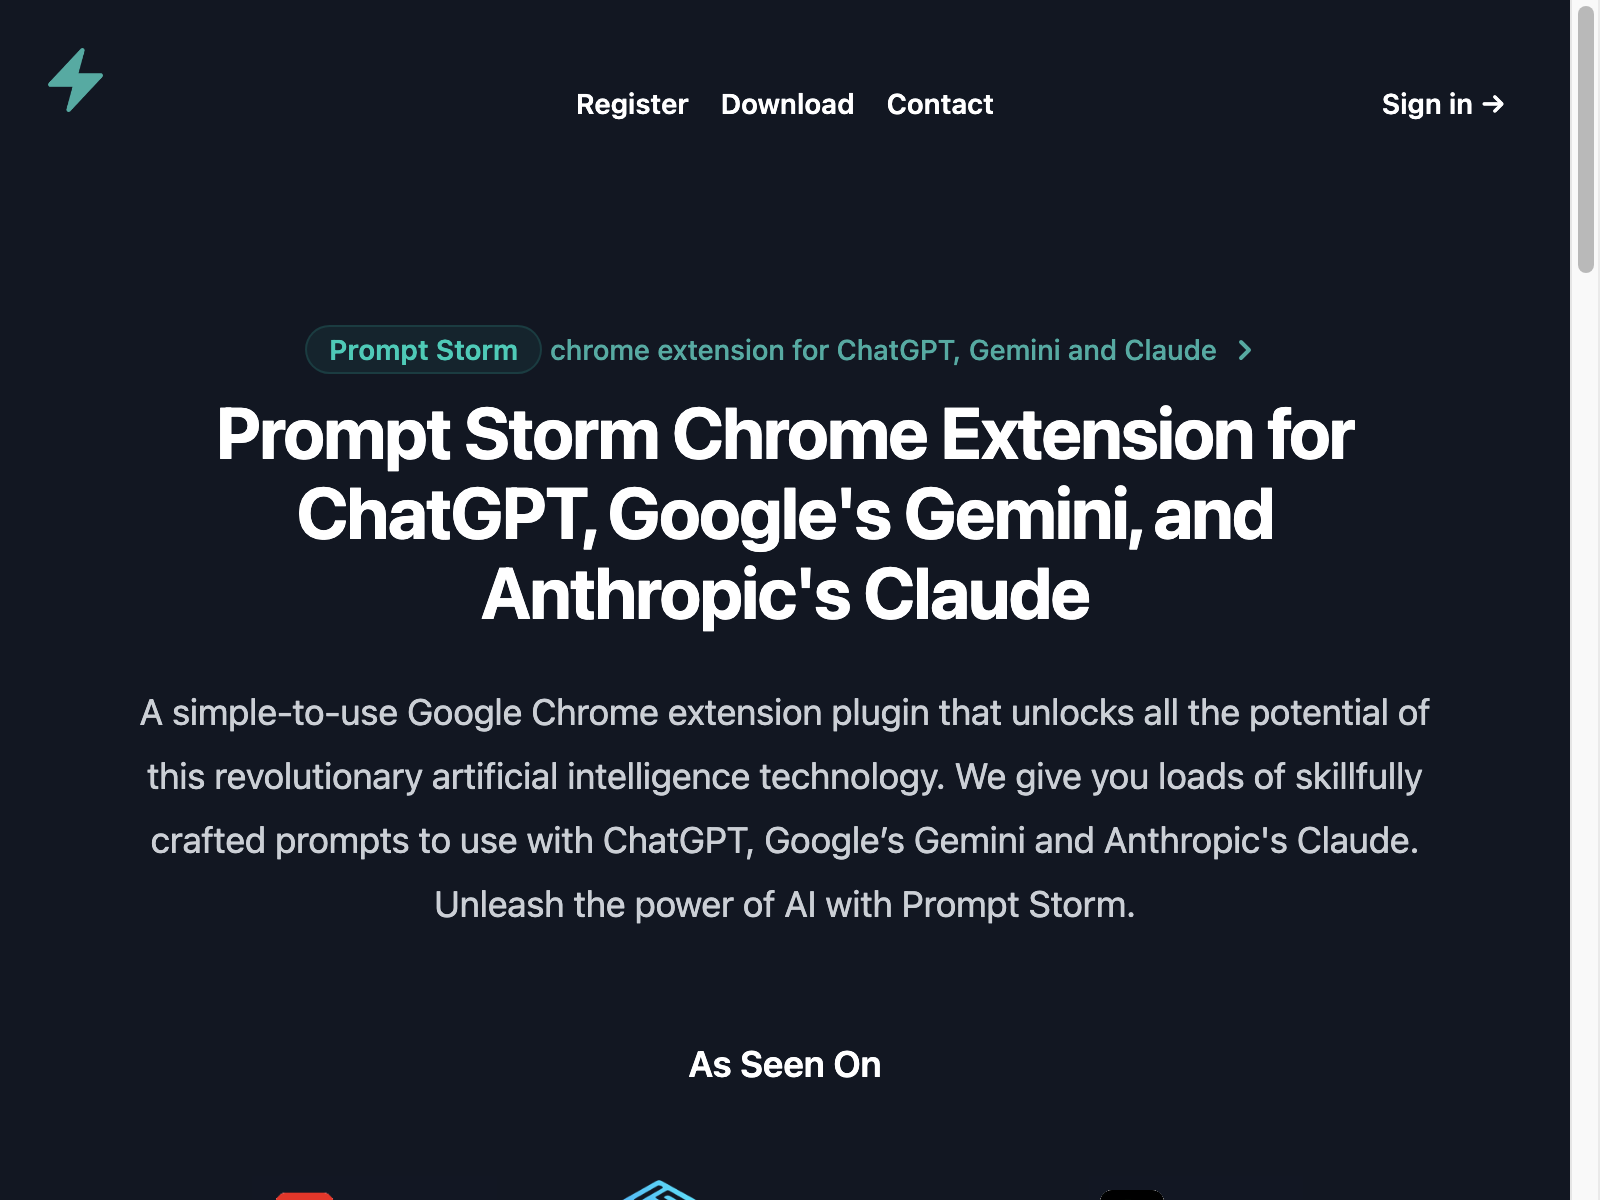 Register
Download
Contact
Sign in →
Prompt Storm chrome extension for ChatGPT, Gemini and Claude
Prompt Storm Chrome Extension for
ChatGPT, Google's Gemini, and
Anthropic's Claude
A simple-to-use Google Chrome extension plugin that unlocks all the potential of
this revolutionary artificial intelligence technology. We give you loads of skillfully
crafted prompts to use with ChatGPT, Google’s Gemini and Anthropic's Claude.
Unleash the power of AI with Prompt Storm.
As Seen On